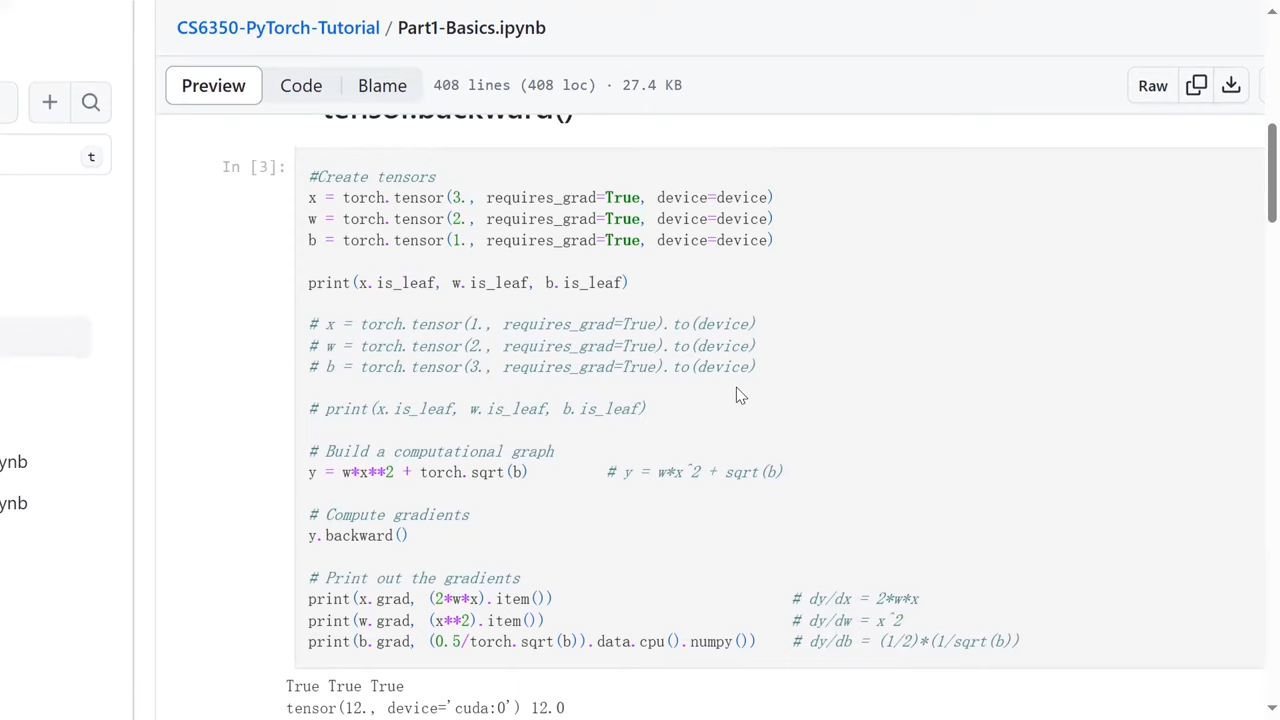 CS6350-PyTorch-Tutorial / Part1-Basics.ipynb
Preview Code Blame 408 lines (408 loc) · 27.4 KB Raw
tensor.backward()
t
In [3]:
#Create tensors
x = torch.tensor(3., requires_grad=True, device=device)
w = torch.tensor(2., requires_grad=True, device=device)
b = torch.tensor(1., requires_grad=True, device=device)
print(x.is_leaf, w.is_leaf, b.is_leaf)
# x = torch.tensor(1., requires_grad=True).to(device)
# w = torch.tensor(2., requires_grad=True).to(device)
# b = torch.tensor(3., requires_grad=True).to(device)
# print(x.is_leaf, w.is_leaf, b.is_leaf)
# Build a computational graph
y = w*x**2 + torch.sqrt(b) # y = w*x^2 + sqrt(b)
# Compute gradients
y.backward()
# Print out the gradients
print(x.grad, (2*w*x).item()) # dy/dx = 2*w*x
print(w.grad, (x**2).item()) # dy/dw = x^2
print(b.grad, (0.5/torch.sqrt(b)).data.cpu().numpy()) # dy/db = (1/2)*(1/sqrt(b))
True True True
tensor(12., device='cuda:0') 12.0
ynb
ynb